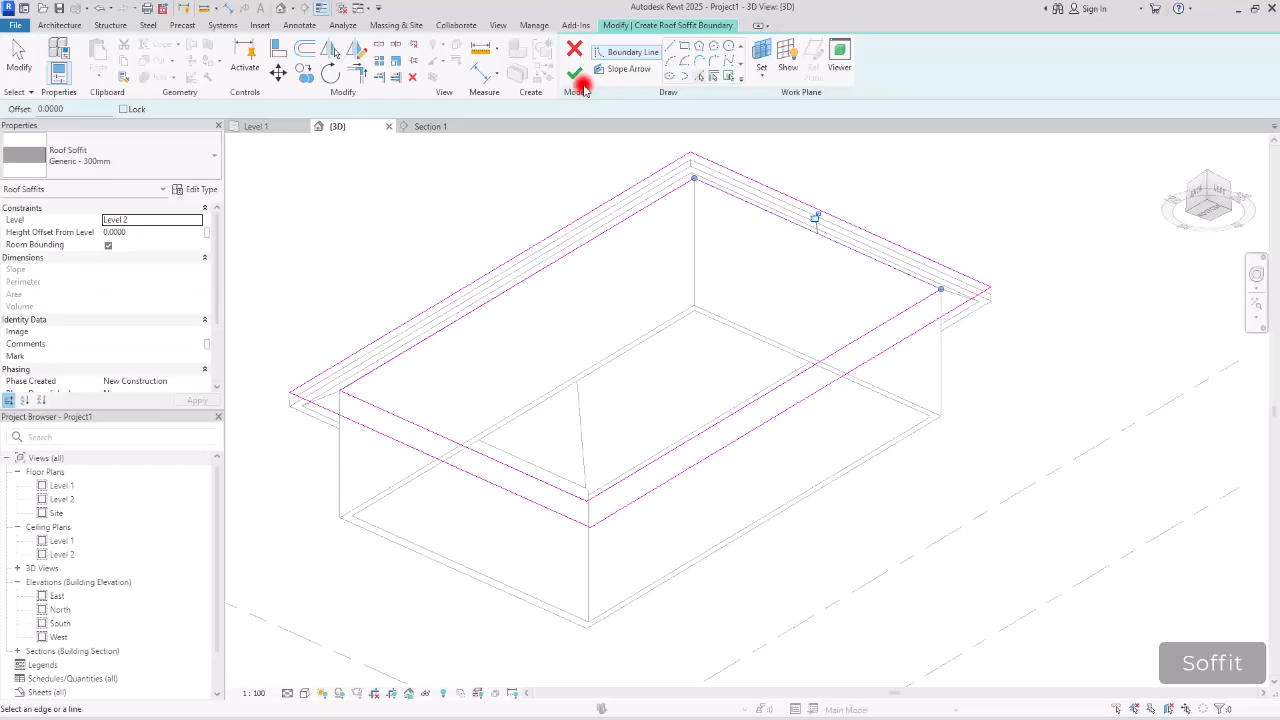 Autodesk Revit 2025 - 3D View: {3D}
Sign In
File
Architecture
Structure
Steel
Precast
Systems
Insert
Annotate
Analyze
Massing & Site
Collaborate
View
Manage
Add-Ins
Modify | Create Roof Soffit Boundary
Modify
Paste
Cope
Cut
Join
Activate
Boundary Line
Slope Arrow
Set
Show
Ref Plane
Viewer
Select
Properties
Clipboard
Geometry
Controls
Modify
View
Measure
Create
Draw
Work Plane
Offset: 0.0000
Lock
Properties
Level 1
{3D}
Section 1
Roof Soffit
Generic - 300mm
Roof Soffits
Edit Type
Constraints
Level Level 2
Height Offset From Level 0.0000
Room Bounding
Dimensions
Slope
Perimeter
Area
Volume
Identity Data
Image
Comments
Mark
Phasing
Phase Created New Construction
Apply
Project Browser - Project1
Search
Views (all)
Floor Plans
Level 1
Level 2
Site
Ceiling Plans
Level 1
Level 2
3D Views
Elevations (Building Elevation)
East
North
South
West
Sections (Building Section)
Legends
Schedules/Quantities (all)
Sheets (all)
1 : 100
Select an edge or a line
:0
Main Model
:0
Soffit